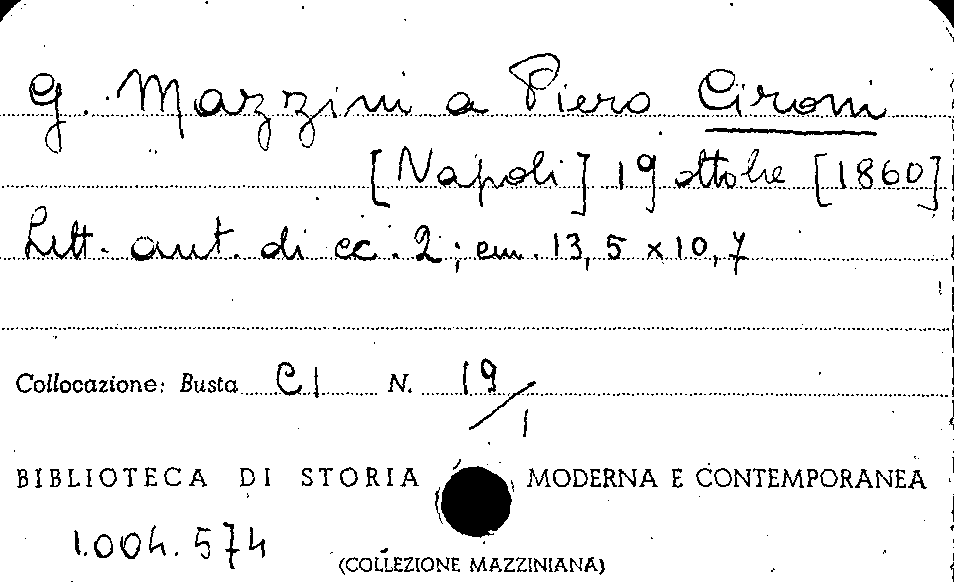 G. Mazzini a Piero Cironi
[Napoli] 19 ottobre [1860]
Lett. aut. di cc. 2; cm. 13,5 x 10,7
Collocazione: Busta CI N. 19/1
BIBLIOTECA DI STORIA MODERNA E CONTEMPORANEA
1.004.574
(COLLEZIONE MAZZINIANA)